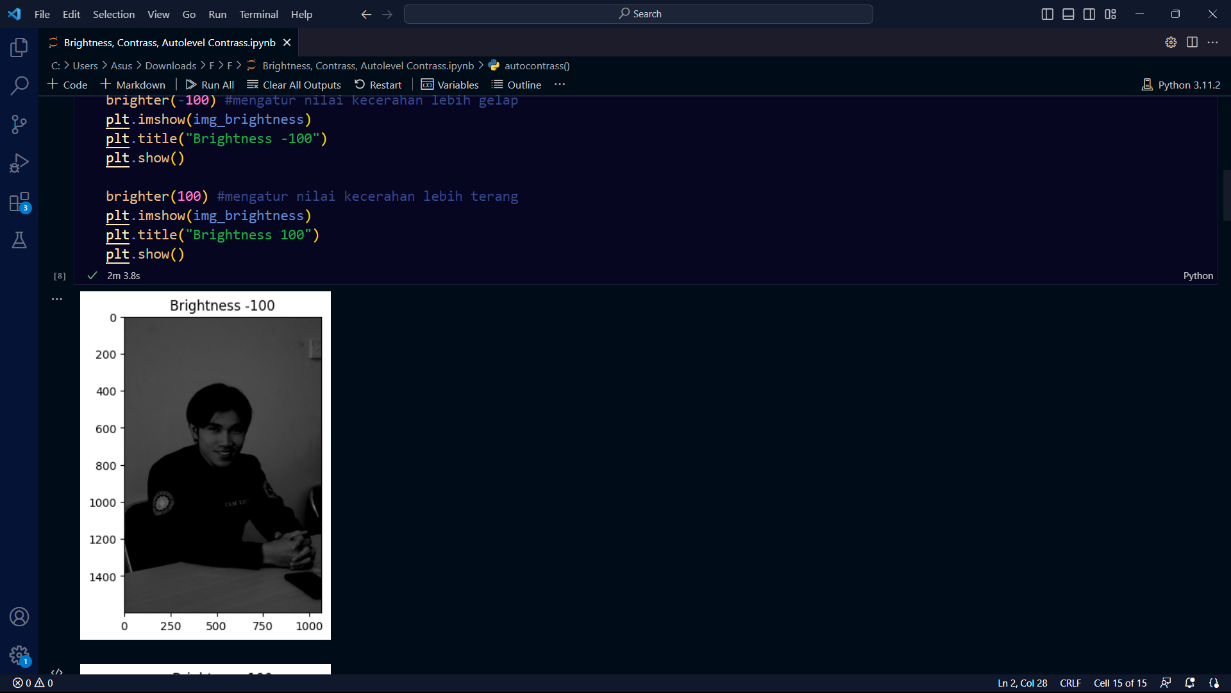 File Edit Selection View Go Run Terminal Help
Search
Brightness, Contrass, Autolevel Contrass.ipynb
C: > Users > Asus > Downloads > F > F > Brightness, Contrass, Autolevel Contrass.ipynb > autocontrass()
+ Code + Markdown Run All Clear All Outputs Restart Variables Outline ... Python 3.11.2
brighter(-100) #mengatur nilai kecerahan lebih gelap
plt.imshow(img_brightness)
plt.title("Brightness -100")
plt.show()
brighter(100) #mengatur nilai kecerahan lebih terang
plt.imshow(img_brightness)
plt.title("Brightness 100")
plt.show()
[8] 2m 3.8s Python
3
Brightness -100
0
200
400
600
800
1000
1200
1400
0 250 500 750 1000
1
0 0 Ln 2, Col 28 CRLF Cell 15 of 15